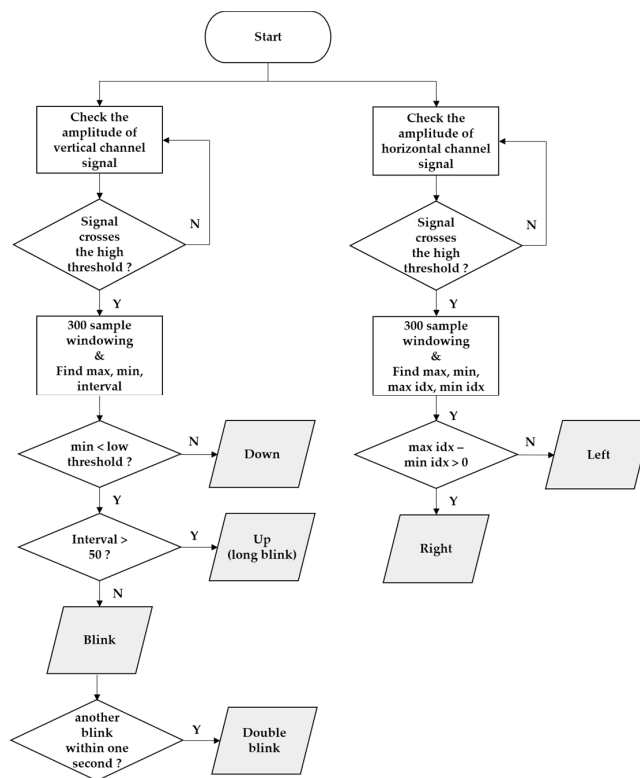 Start
Check the
amplitude of
vertical channel
signal
N
Signal
crosses
the high
threshold ?
Y
300 sample
windowing
&
Find max, min,
interval
min < low
threshold ?
N
Down
Y
Interval >
50 ?
Y
Up
(long blink)
N
Blink
another
blink
within one
second ?
Y
Double
blink
Check the
amplitude of
horizontal channel
signal
N
Signal
crosses
the high
threshold ?
Y
300 sample
windowing
&
Find max, min,
max idx, min idx
Y
max idx –
min idx > 0
N
Left
Y
Right